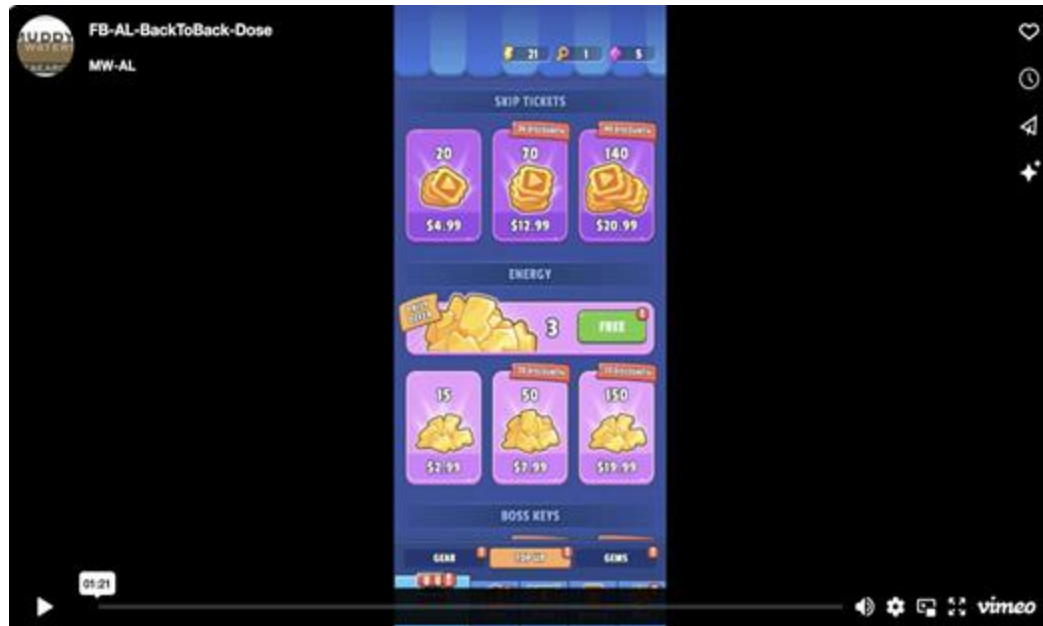 FB-AL-BackToBack-Dose
MW-AL
21 1 5
SKIP TICKETS
20 70 140
$4.99 $12.99 $20.99
ENERGY
3 FREE
15 50 150
$2.99 $7.99 $19.99
BOSS KEYS
GEAR TOP UP GEMS
01:21
vimeo